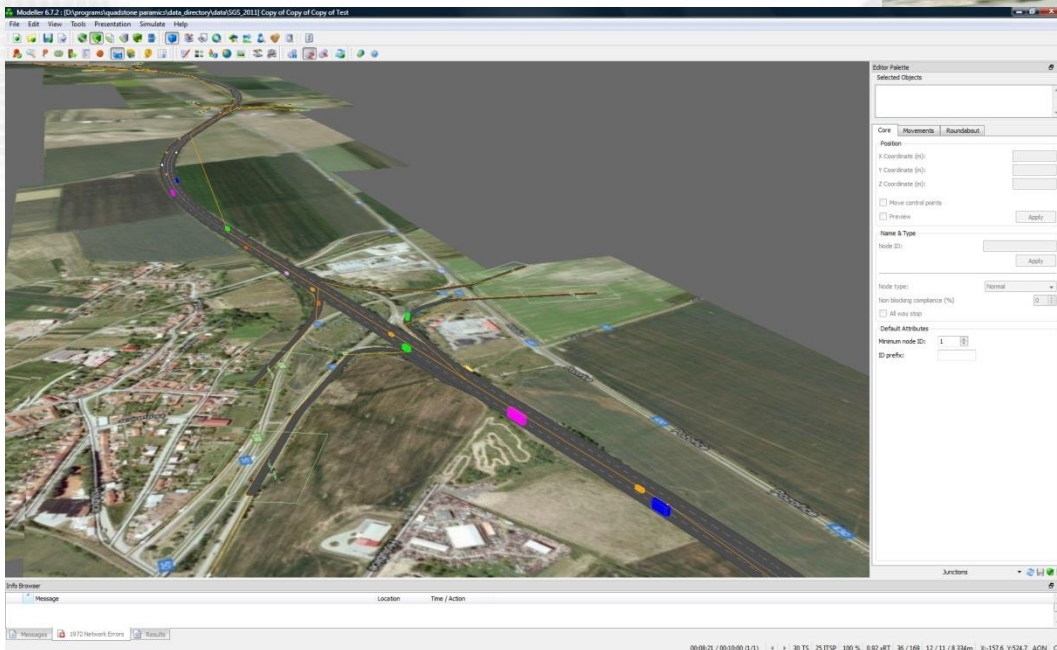 Modeller 6.7.2 : [D:\programs\quadstone paramics\data_directory\data\SGS_2011] Copy of Copy of Copy of Test
File Edit View Tools Presentation Simulate Help
Editor Palette
Selected Objects
Core Movements Roundabout
Position
X Coordinate (m):
Y Coordinate (m):
Z Coordinate (m):
Move control points
Preview Apply
Name & Type
Node ID:
Apply
Node type: Normal
Non blocking compliance (%) 0
All way stop
Default Attributes
Minimum node ID: 1
ID prefix:
Junctions
Info Browser
Message Location Time / Action
Messages 1972 Network Errors Results
00:08:21 / 00:10:00 (1/1) 30 TS 25 ITSP 100 % 0.92 xRT 36 / 169 12 / 11 / 8.334m X:-157.6 Y:524.7 AON